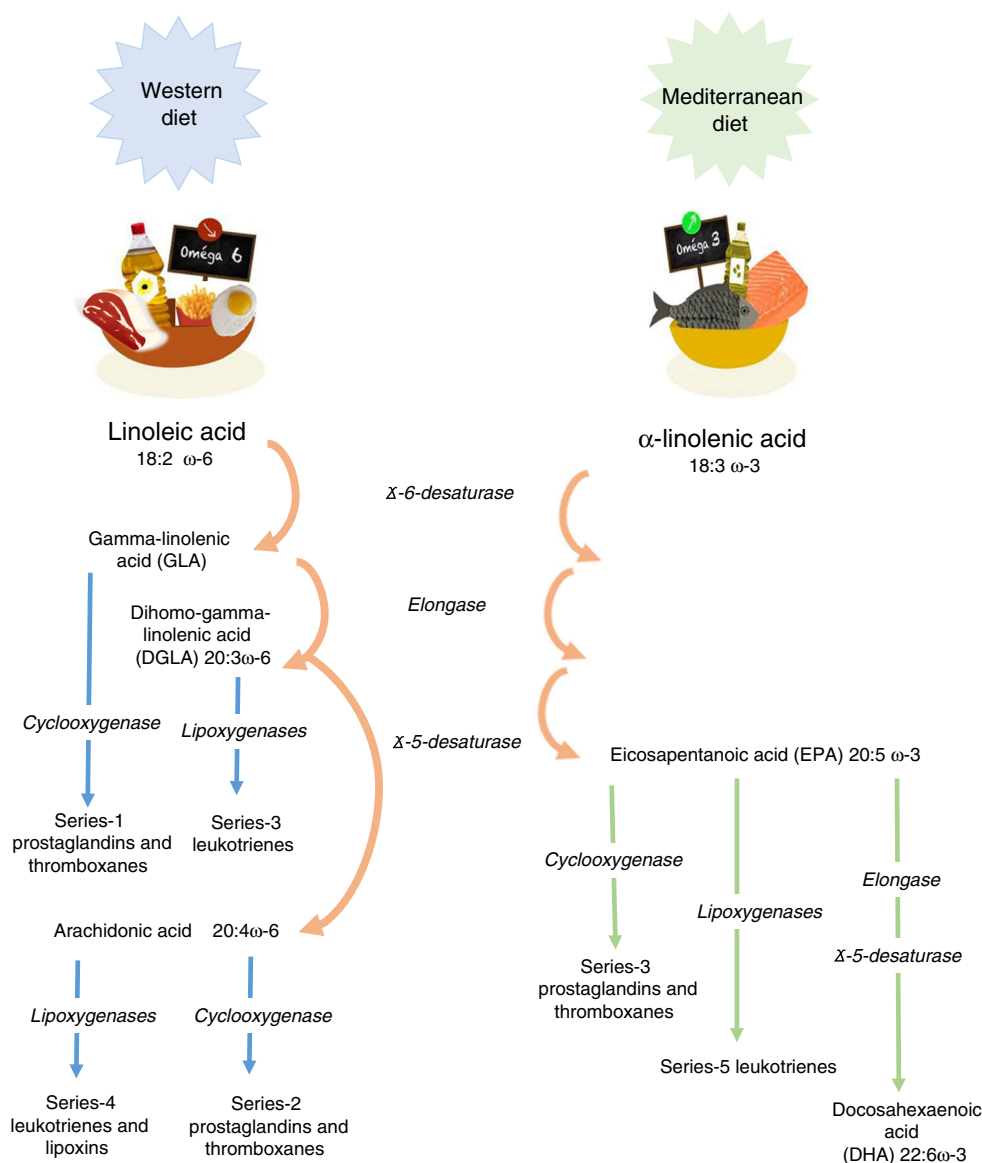 Western
diet
Mediterranean
diet
Oméga 6
Oméga 3
Linoleic acid
18:2 ω-6
α-linolenic acid
18:3 ω-3
Ϫ-6-desaturase
Gamma-linolenic
acid (GLA)
Elongase
Dihomo-gamma-
linolenic acid
(DGLA) 20:3ω-6
Cyclooxygenase
Lipoxygenases
Ϫ-5-desaturase
Eicosapentanoic acid (EPA) 20:5 ω-3
Series-1
prostaglandins and
thromboxanes
Series-3
leukotrienes
Cyclooxygenase
Lipoxygenases
Elongase
Ϫ-5-desaturase
Arachidonic acid 20:4ω-6
Series-3
prostaglandins and
thromboxanes
Lipoxygenases
Cyclooxygenase
Series-5 leukotrienes
Series-4
leukotrienes and
lipoxins
Series-2
prostaglandins and
thromboxanes
Docosahexaenoic
acid
(DHA) 22:6ω-3